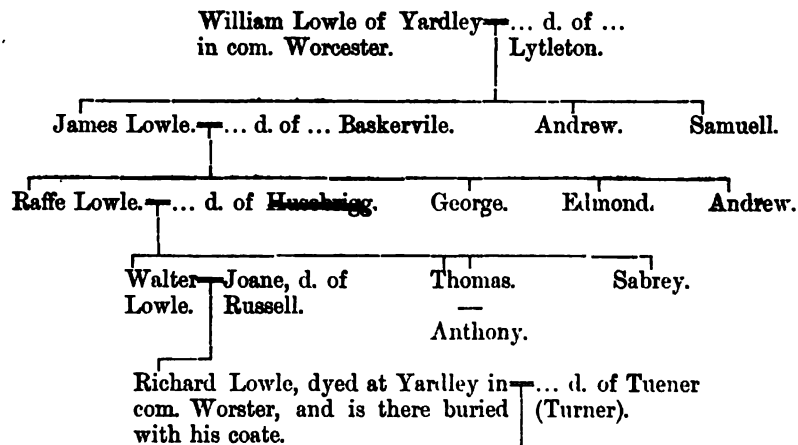 William Lowle of Yardley ... d. of ...
in com. Worcester. Lytleton.
James Lowle. ... d. of ... Baskervile. Andrew. Samuell.
Raffe Lowle. ... d. of George. Edmond. Andrew.
Walter Joane, d. of Thomas. Sabrey.
Lowle. Russell. —
Anthony.
Richard Lowle, dyed at Yardley in ... d. of Tuener
com. Worster, and is there buried (Turner).
with his coate.